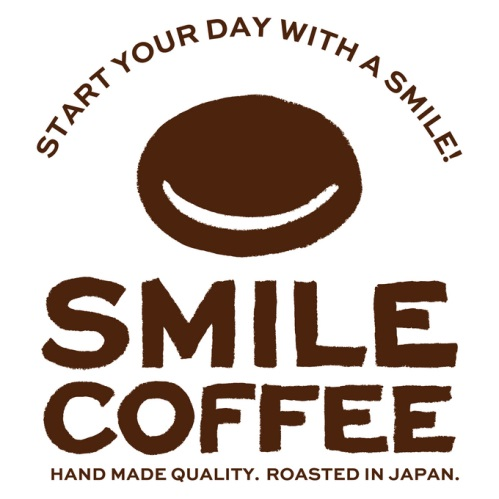 START YOUR DAY WITH A SMILE!
SMILE
COFFEE
HAND MADE QUALITY. ROASTED IN JAPAN.